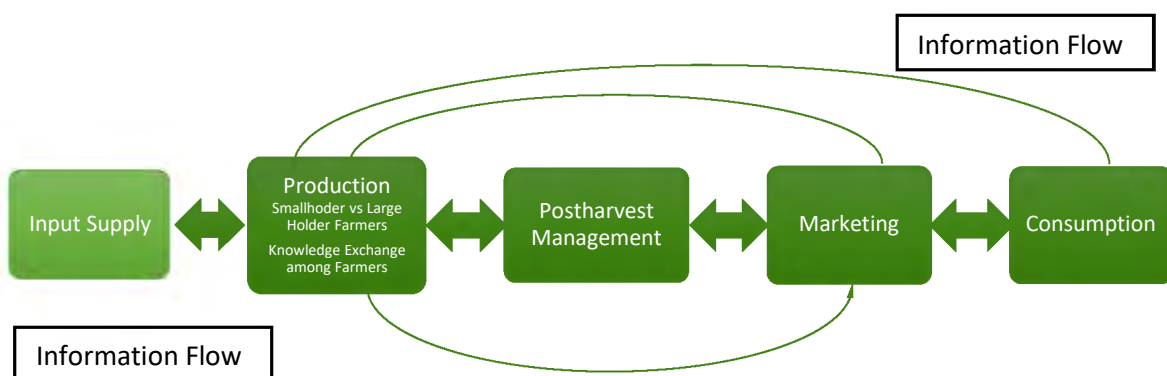 Information Flow
Input Supply
Production
Smallhoder vs Large
Holder Farmers
Knowledge Exchange
among Farmers
Postharvest
Management
Marketing
Consumption
Information Flow